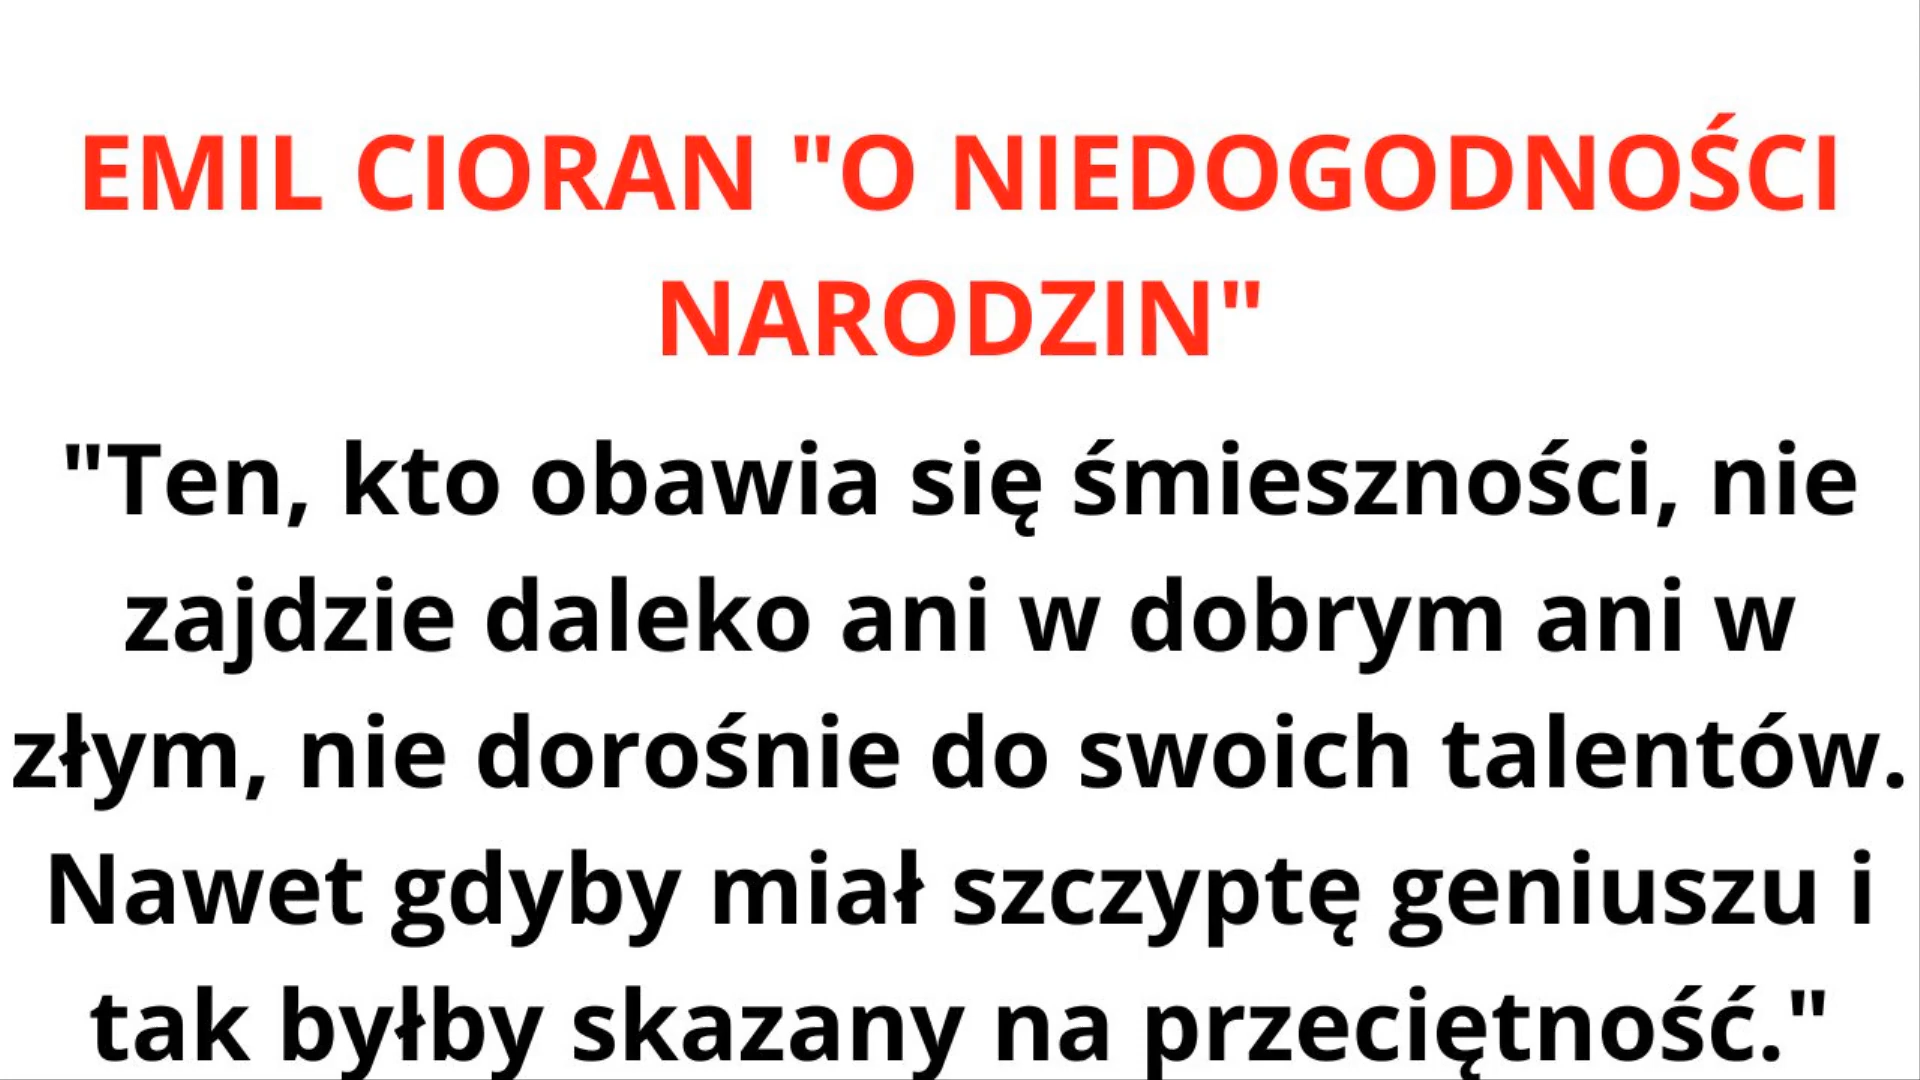 EMIL CIORAN "O NIEDOGODNOŚCI
NARODZIN"
"Ten, kto obawia się śmieszności, nie
zajdzie daleko ani w dobrym ani w
złym, nie dorośnie do swoich talentów.
Nawet gdyby miał szczyptę geniuszu i
tak byłby skazany na przeciętność."